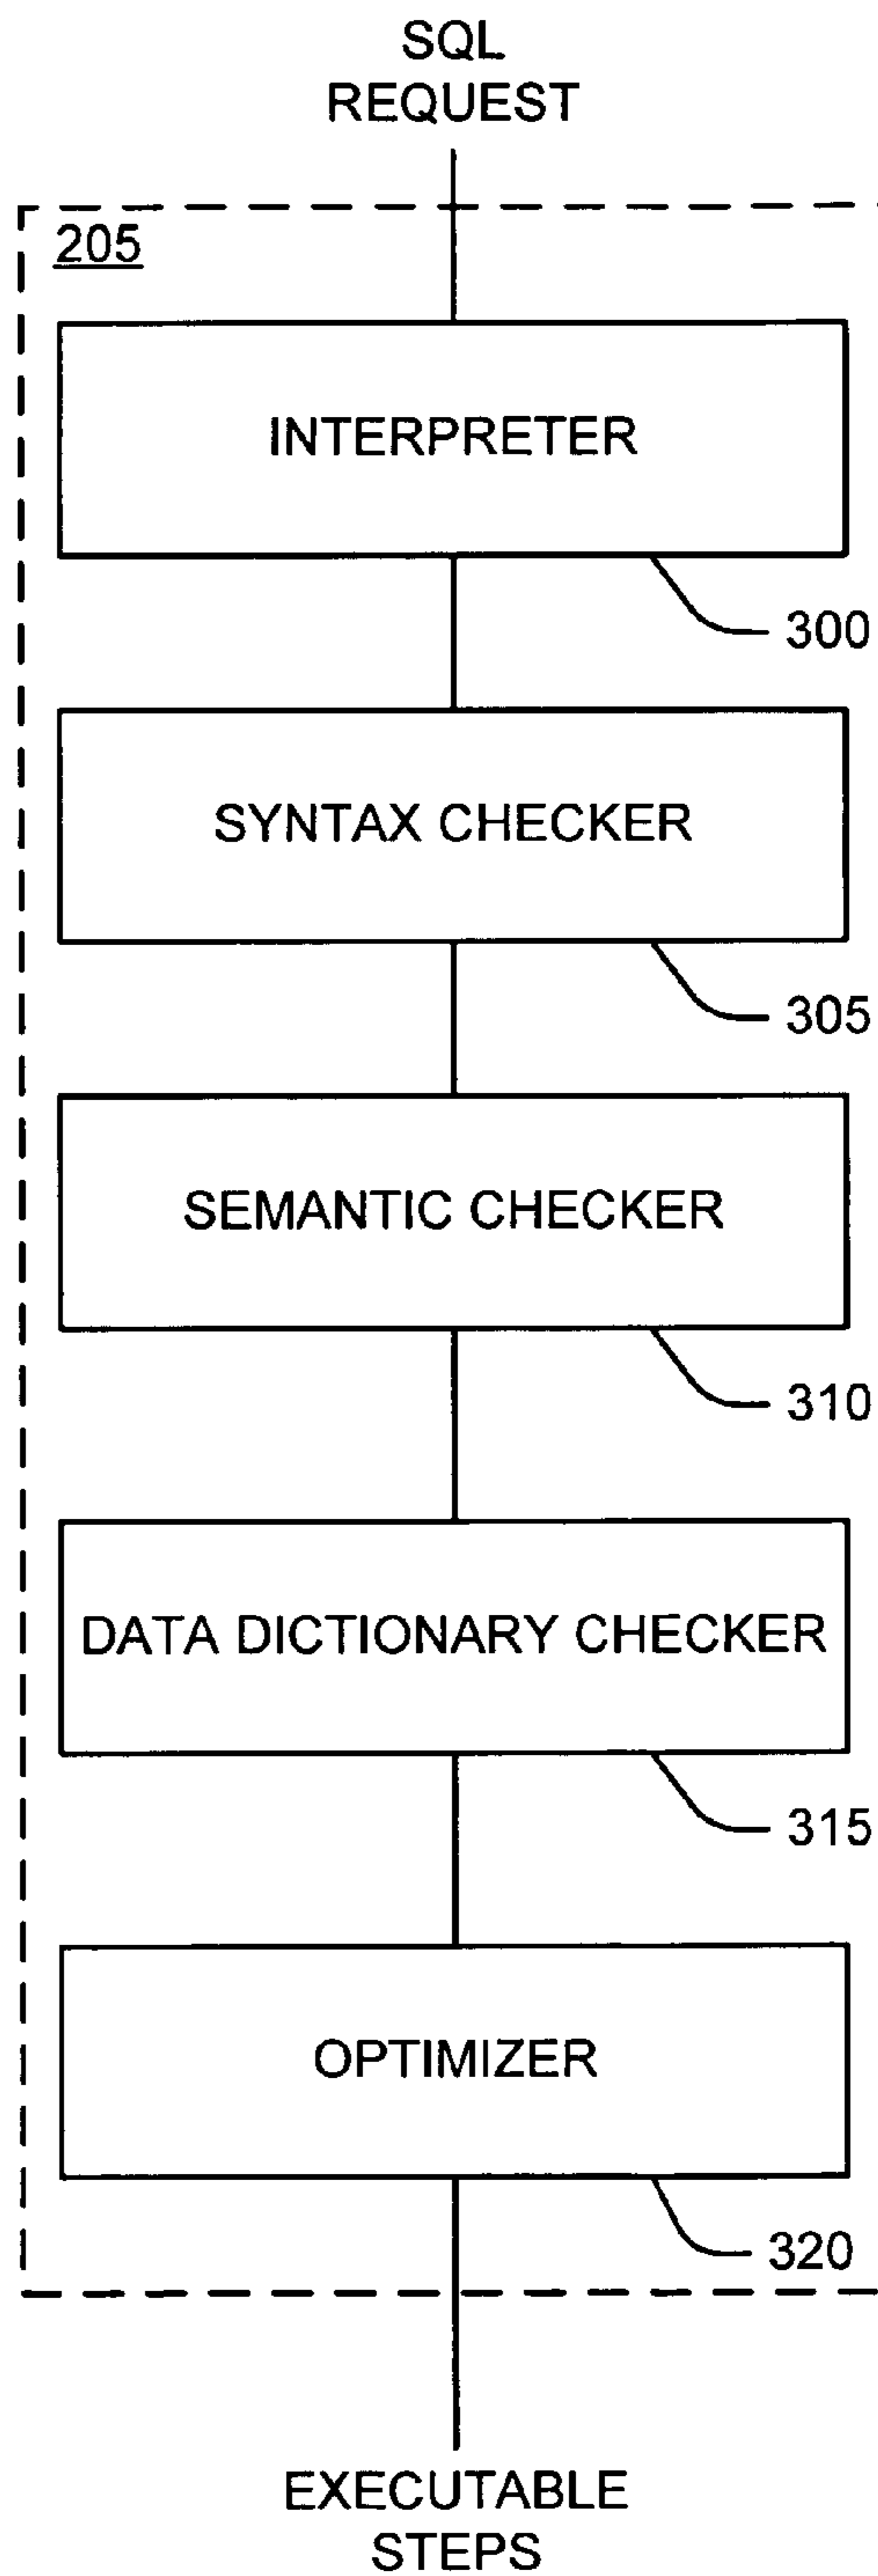 SQL
REQUEST
205
INTERPRETER
300
SYNTAX CHECKER
305
SEMANTIC CHECKER
310
DATA DICTIONARY CHECKER
315
OPTIMIZER
320
EXECUTABLE
STEPS